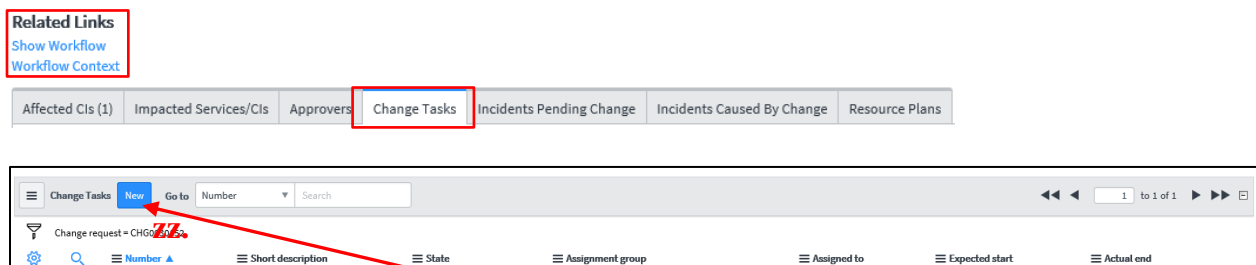 Related Links
Show Workflow
Workflow Context
Affected CIs (1) Impacted Services/CIs Approvers Change Tasks Incidents Pending Change Incidents Caused By Change Resource Plans
Change Tasks New Go to Number Search 1 to 1 of 1
Change request = zz.
Number Short description State Assignment group Assigned to Expected start Actual end